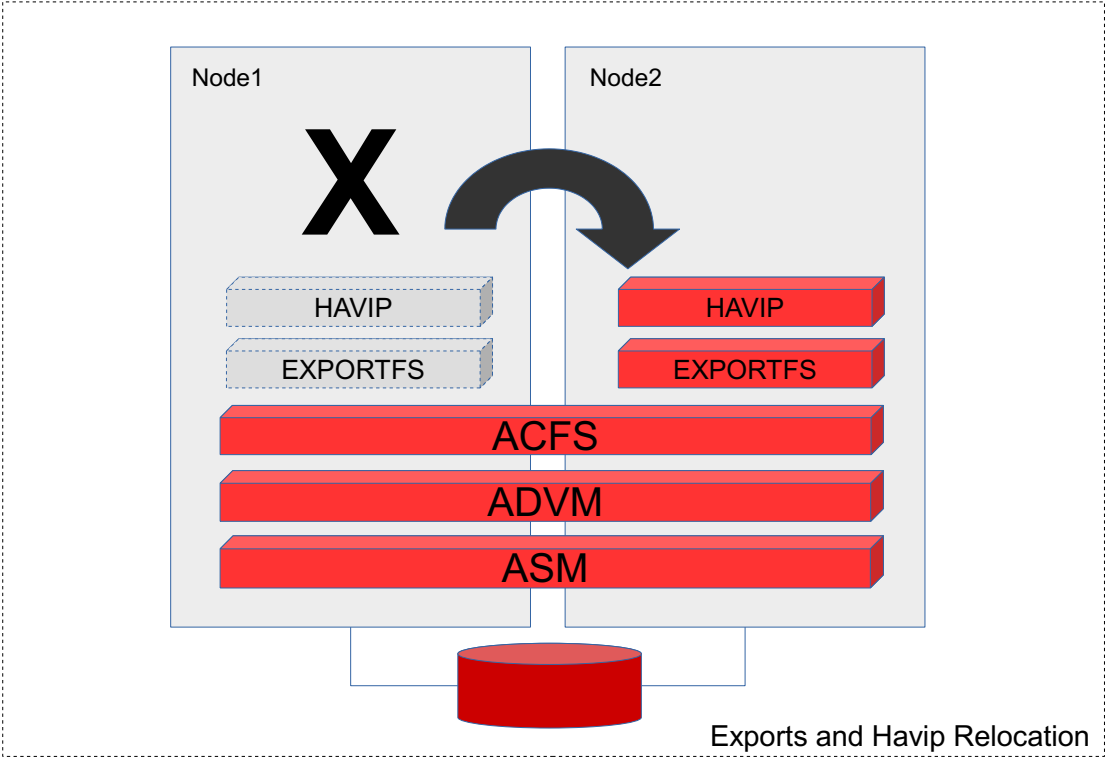 Node1
Node2
X
HAVIP
HAVIP
EXPORTFS
EXPORTFS
ACFS
ADVM
ASM
Exports and Havip Relocation